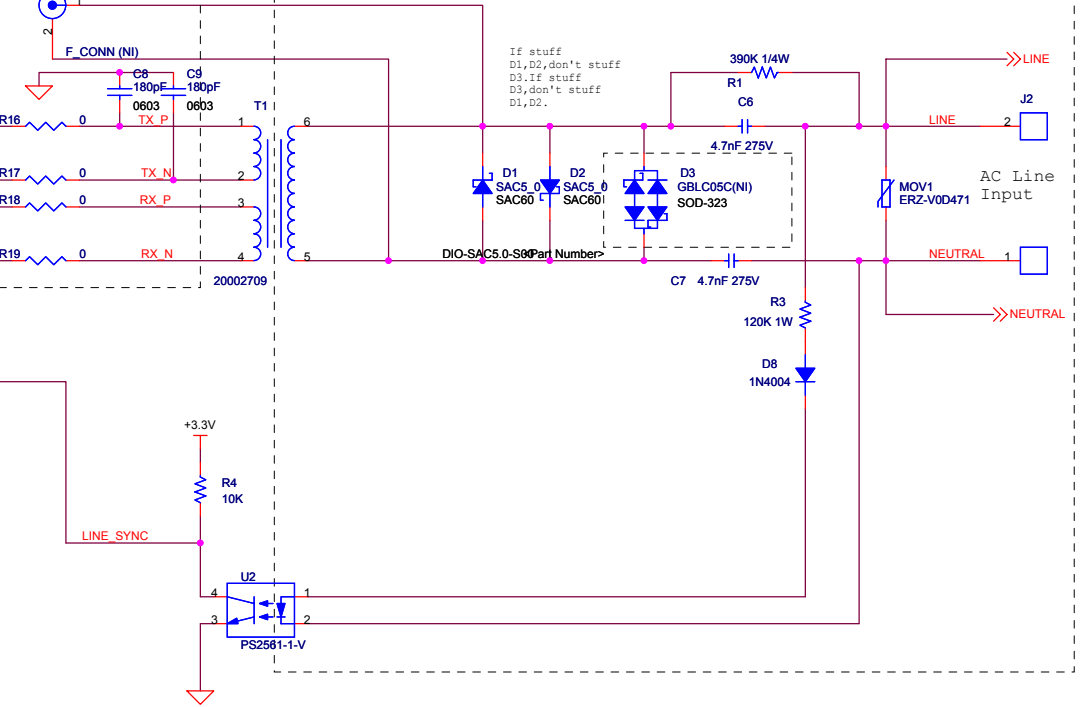 1
2
F_CONN (NI)
C8
180pF
0603
C9
180pF
0603
T1
R16
0
TX_P
1
R17
0
TX_N
2
R18
0
RX_P
3
R19
0
RX_N
4
20002709
6
5
If stuff
D1,D2,don't stuff
D3.If stuff
D3,don't stuff
D1,D2.
390K 1/4W
R1
C6
4.7nF 275V
D1
SAC5_0
SAC60
D2
SAC5_0
SAC60
D3
GBLC05C(NI)
SOD-323
DIO-SAC5.0-S0
<Part Number>
C7
4.7nF 275V
LINE
J2
LINE
2
AC Line
Input
MOV1
ERZ-V0D471
NEUTRAL
1
NEUTRAL
R3
120K 1W
D8
1N4004
+3.3V
R4
10K
LINE_SYNC
U2
4
3
1
2
PS2561-1-V